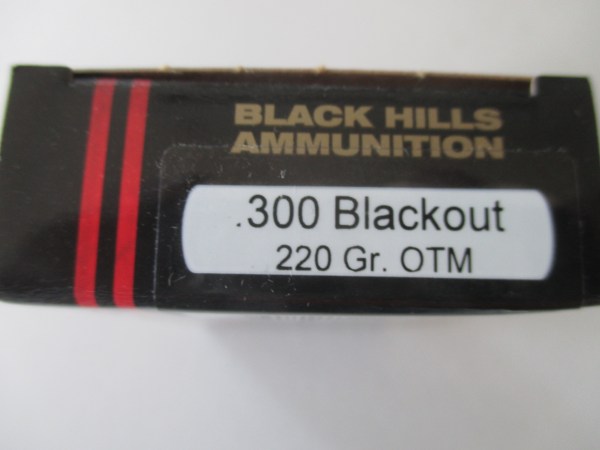 BLACK HILLS
AMMUNITION
.300 Blackout
220 Gr. OTM